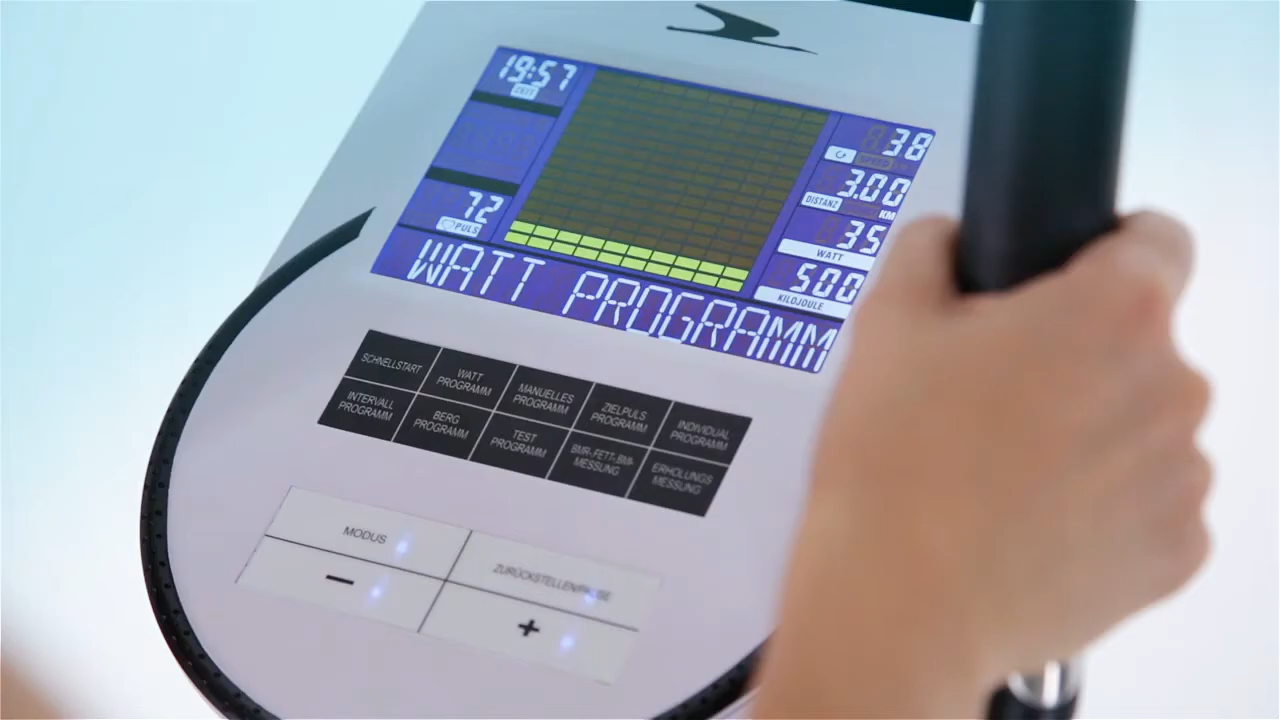 19:57
ZEIT
72
PULS
38
SPEED
3.00
DISTANZ KM
35
WATT
500
KILOJOULE
WATT PROGRAMM
SCHNELLSTART
WATT PROGRAMM
MANUELLES PROGRAMM
ZIELPULS PROGRAMM
INDIVIDUAL PROGRAMM
INTERVALL PROGRAMM
BERG PROGRAMM
TEST PROGRAMM
BMR-FETT-BMI-MESSUNG
ERHOLUNGS MESSUNG
MODUS
ZURÜCKSTELLEN/PAUSE
-
+